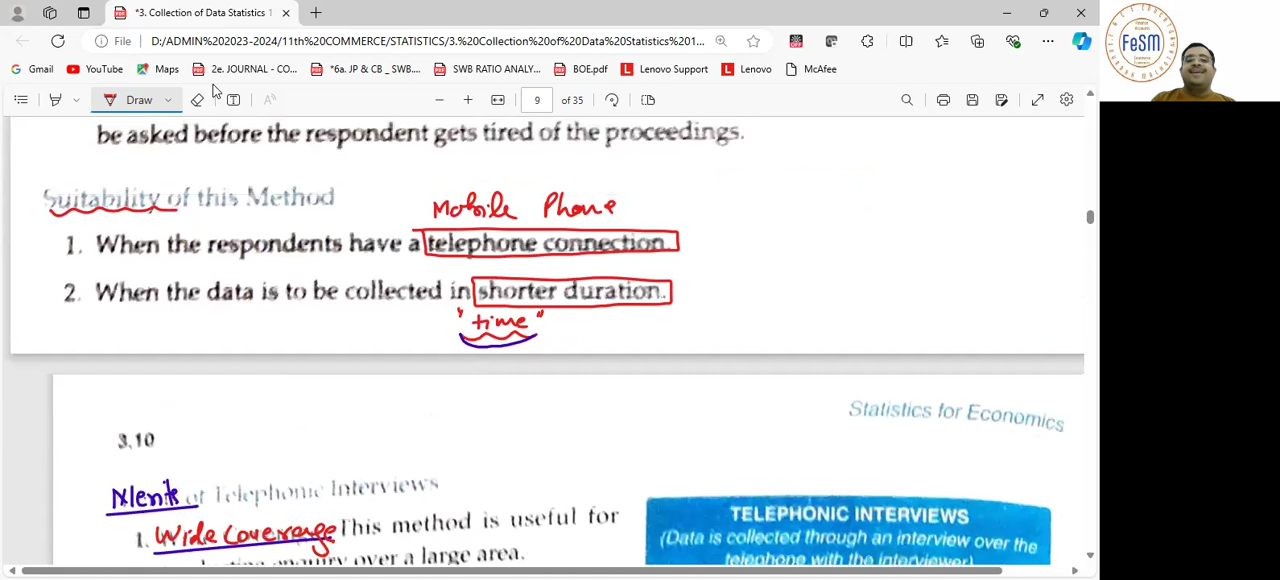 *3. Collection of Data Statistics 1
File
D:/ADMIN%202023-2024/11th%20COMMERCE/STATIS/3.%20Collection%20of%20Data%20Statistics%201...
Gmail YouTube Maps 2e. JOURNAL - CO... *6a. JP & CB _ SWB.... SWB RATIO ANALY... BOE.pdf Lenovo Support Lenovo McAfee
Draw 9 of 35
FeSM
be asked before the respondent gets tired of the proceedings.
Suitability of this Method
Mobile Phone
1. When the respondents have a telephone connection.
2. When the data is to be collected in shorter duration.
"time"
Statistics for Economics
3.10
Merits of Telephonic Interviews
1. Wide Coverage This method is useful for
enquiry over a large area.
TELEPHONIC INTERVIEWS
(Data is collected through an interview over the
telephone with the interviewer)